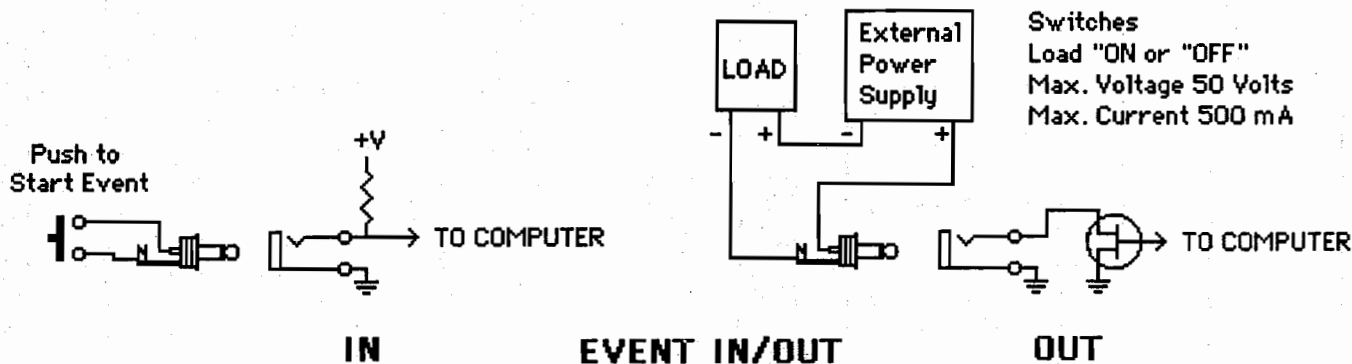 Switches
Load "ON or "OFF"
Max. Voltage 50 Volts
Max. Current 500 mA
External
Power
Supply
LOAD
- + - +
Push to
Start Event
+V
TO COMPUTER
TO COMPUTER
IN
EVENT IN/OUT
OUT